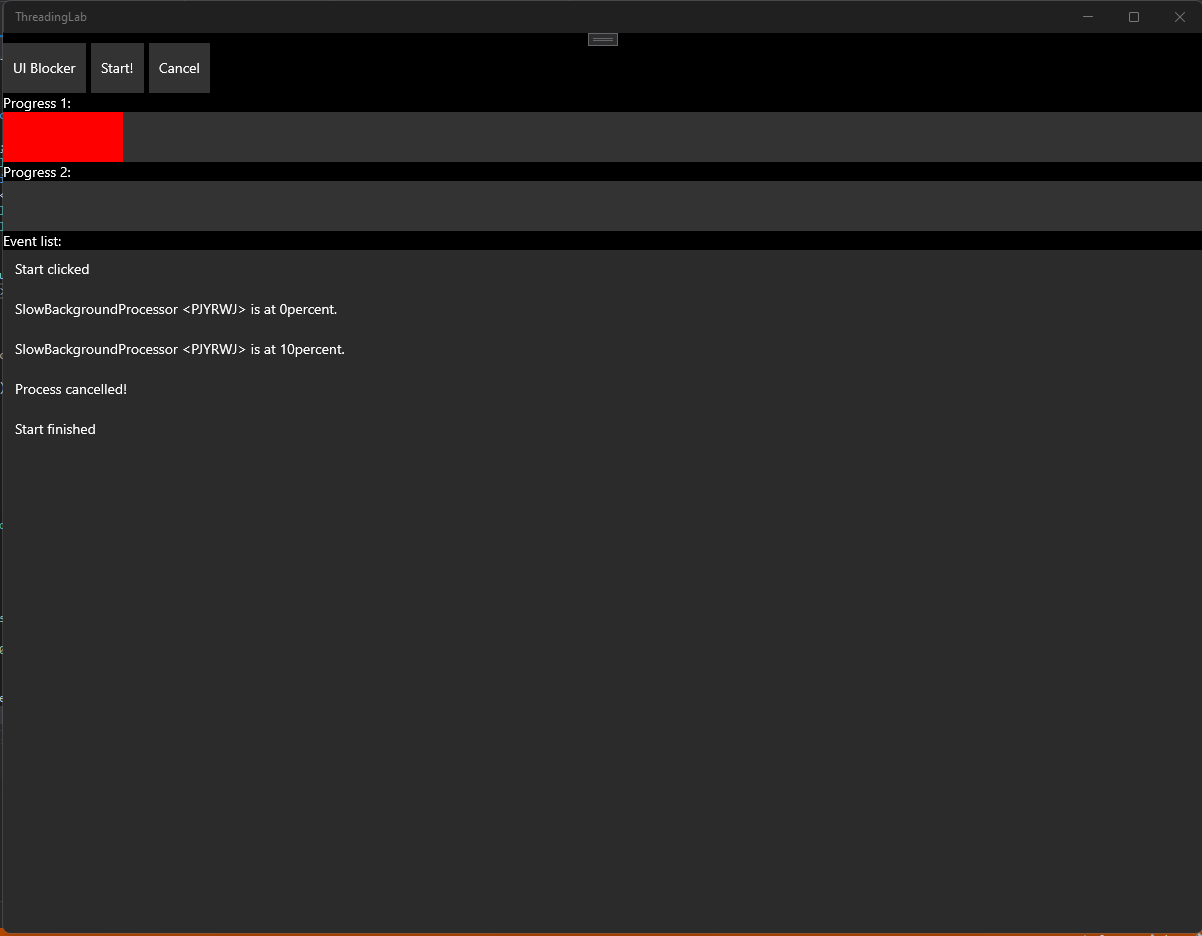 ThreadingLab
UI Blocker Start! Cancel
Progress 1:
Progress 2:
Event list:
Start clicked
SlowBackgroundProcessor <PJYRWJ> is at 0percent.
SlowBackgroundProcessor <PJYRWJ> is at 10percent.
Process cancelled!
Start finished